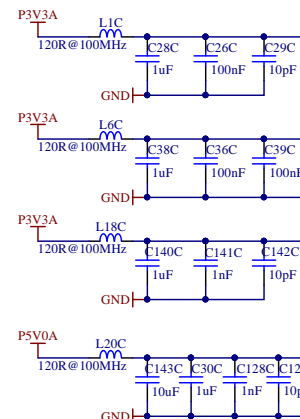 P3V3A
L1C
120R@100MHz
C28C C26C C29C
1uF 100nF 10pF
GND
P3V3A
L6C
120R@100MHz
C38C C36C C39C
1uF 100nF 100nF
GND
P3V3A
L18C
120R@100MHz
C140C C141C C142C
1uF 1nF 10pF
GND
P5V0A
L20C
120R@100MHz
C143C C30C C128C
10uF 1uF 1nF
GND